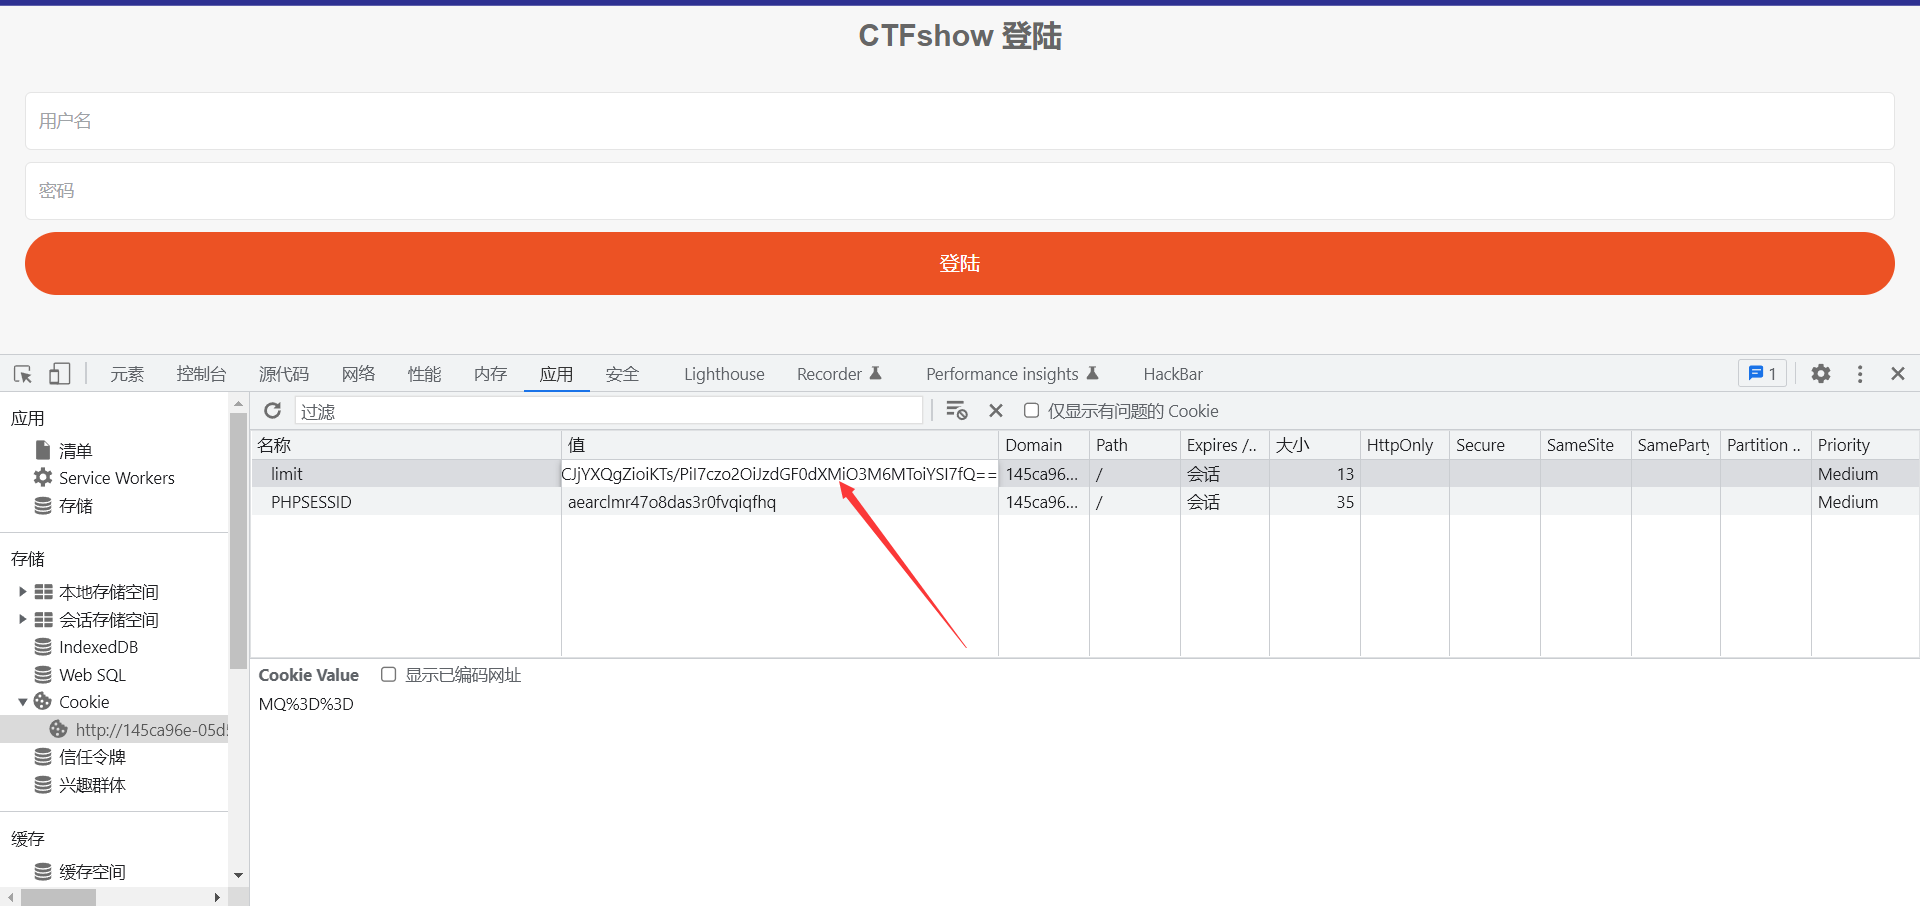 CTFshow 登陆
用户名
密码
登陆
元素 控制台 源代码 网络 性能 内存 应用 安全 Lighthouse Recorder Performance insights HackBar 1
应用
清单
Service Workers
存储
存储
本地存储空间
会话存储空间
IndexedDB
Web SQL
Cookie
http://145ca96e-05d
信任令牌
兴趣群体
缓存
缓存空间
过滤 仅显示有问题的 Cookie
名称 值 Domain Path Expires /.. 大小 HttpOnly Secure SameSite SameParty Partition .. Priority
limit CJjYXQgZioiKTs/PiI7czo2OiJzdGF0dXMiO3M6MToiYSI7fQ== 145ca96... / 会话 13 Medium
PHPSESSID aearclmr47o8das3r0fvqiqfhq 145ca96... / 会话 35 Medium
Cookie Value 显示已编码网址
MQ%3D%3D